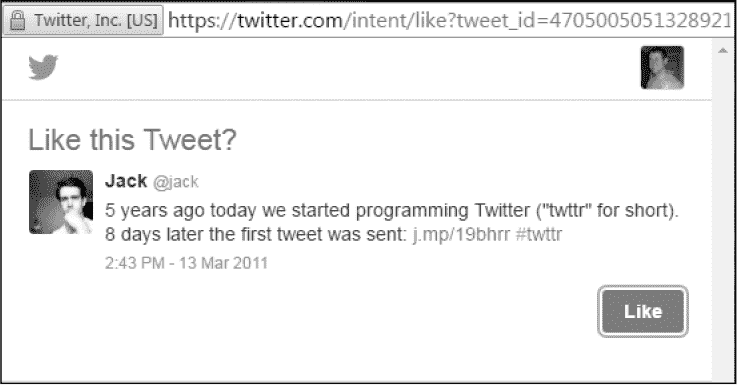 Twitter, Inc. [US] https://twitter.com/intent/like?tweet_id=4705005051328921
Like this Tweet?
Jack @jack
5 years ago today we started programming Twitter ("twttr" for short).
8 days later the first tweet was sent: j.mp/19bhrr #twttr
2:43 PM - 13 Mar 2011
Like